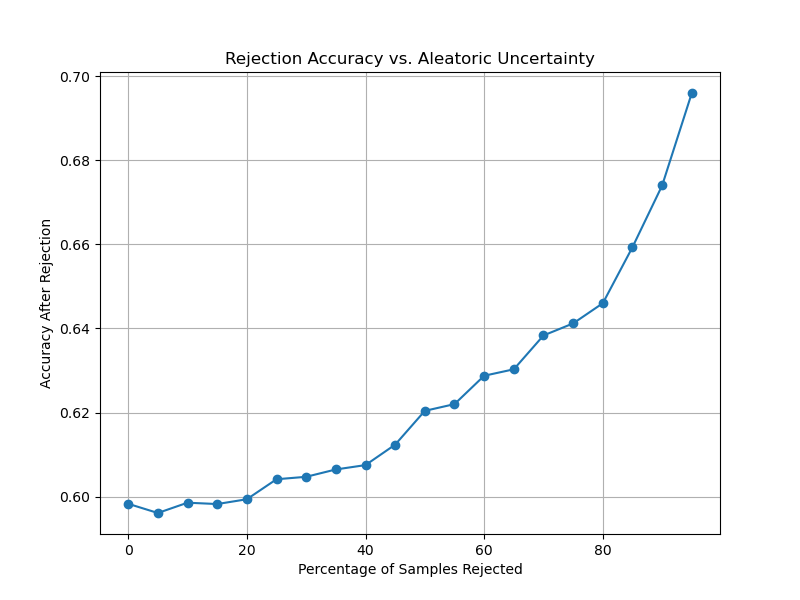 Rejection Accuracy vs. Aleatoric Uncertainty
0.70
0.68
0.66
0.64
0.62
0.60
Accuracy After Rejection
0 20 40 60 80
Percentage of Samples Rejected